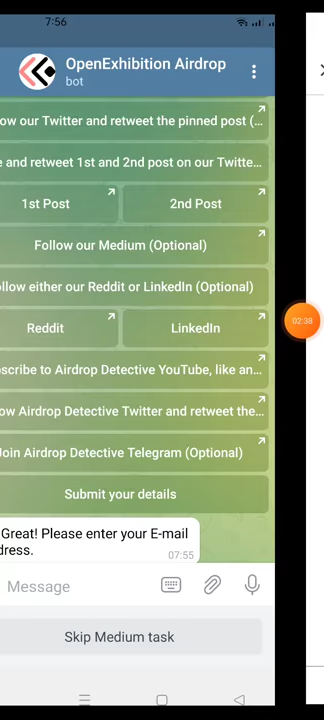 7:56
OpenExhibition Airdrop
bot
ow our Twitter and retweet the pinned post (...
e and retweet 1st and 2nd post on our Twitte...
1st Post
2nd Post
Follow our Medium (Optional)
llow either our Reddit or LinkedIn (Optional)
Reddit
LinkedIn
scribe to Airdrop Detective YouTube, like an...
ow Airdrop Detective Twitter and retweet the...
Join Airdrop Detective Telegram (Optional)
Submit your details
Great! Please enter your E-mail
dress.
07:55
Message
Skip Medium task
02:38